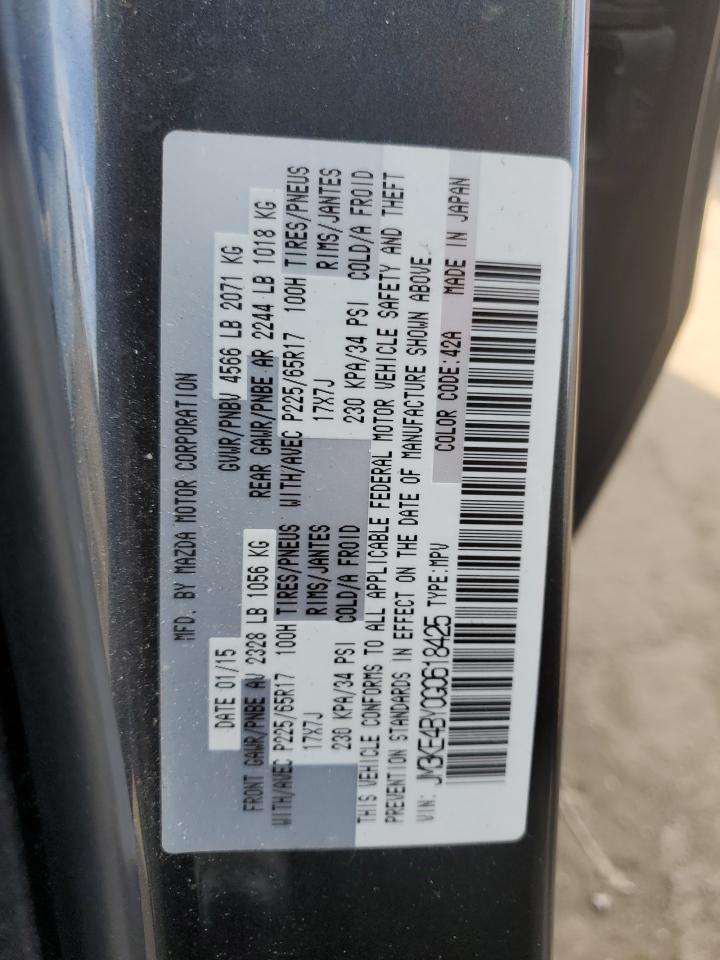 MFD. BY MAZDA MOTOR CORPORATION
DATE 01/15 GVWR/PNBV 4566 LB 2071 KG
FRONT GAWR/PNBE AV 2328 LB 1056 KG REAR GAWR/PNBE AR 2244 LB 1018 KG
WITH/AVEC P225/65R17 100H TIRES/PNEUS WITH/AVEC P225/65R17 100H TIRES/PNEUS
17X7J RIMS/JANTES 17X7J RIMS/JANTES
230 KPA/34 PSI COLD/A FROID 230 KPA/34 PSI COLD/A FROID
THIS VEHICLE CONFORMS TO ALL APPLICABLE FEDERAL MOTOR VEHICLE SAFETY AND THEFT
PREVENTION STANDARDS IN EFFECT ON THE DATE OF MANUFACTURE SHOWN ABOVE.
VIN: JM3KE4BY0G0618425 TYPE:MPV COLOR CODE:42A MADE IN JAPAN